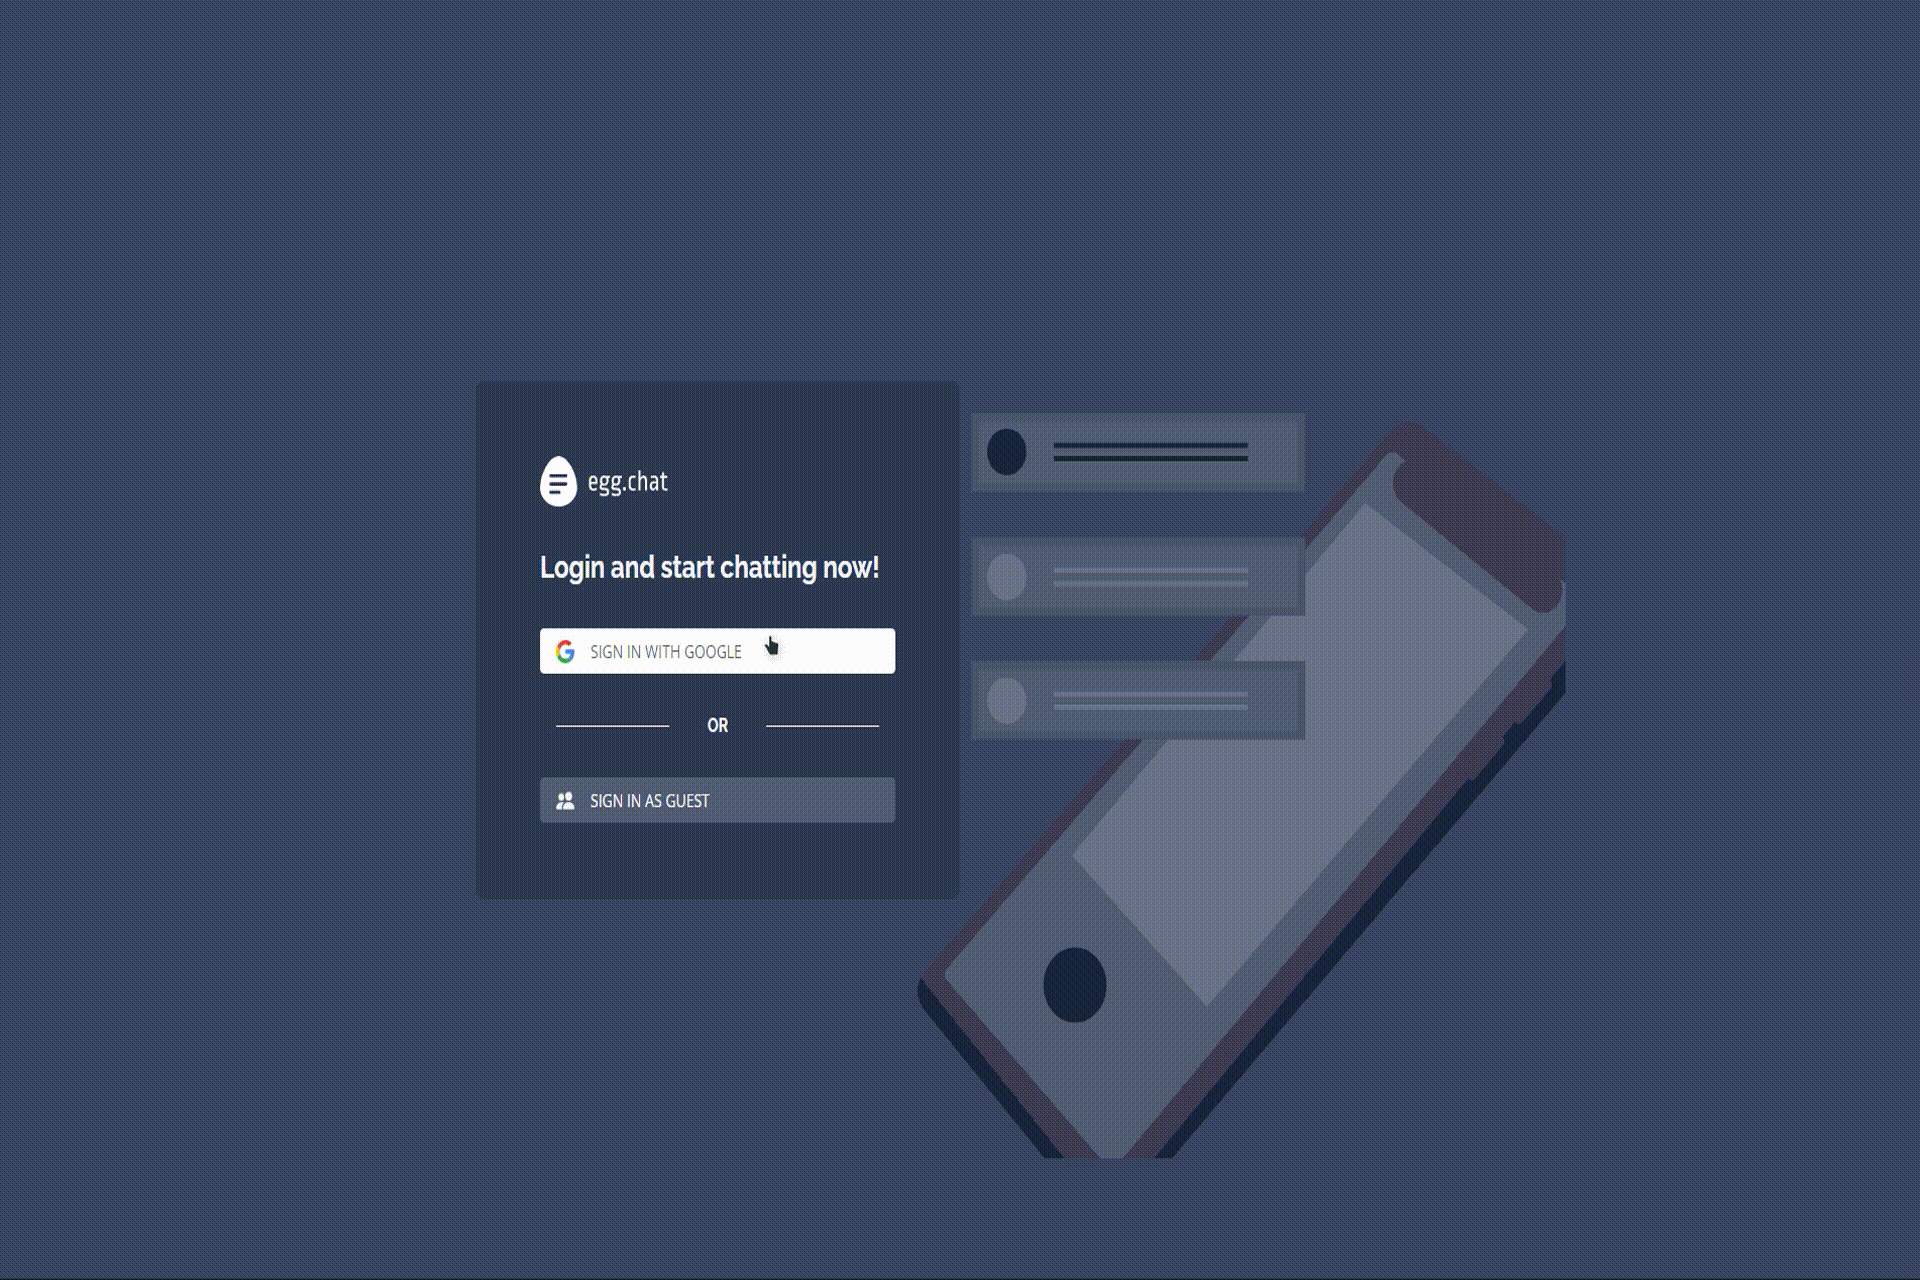 egg.chat
Login and start chatting now!
SIGN IN WITH GOOGLE
OR
SIGN IN AS GUEST